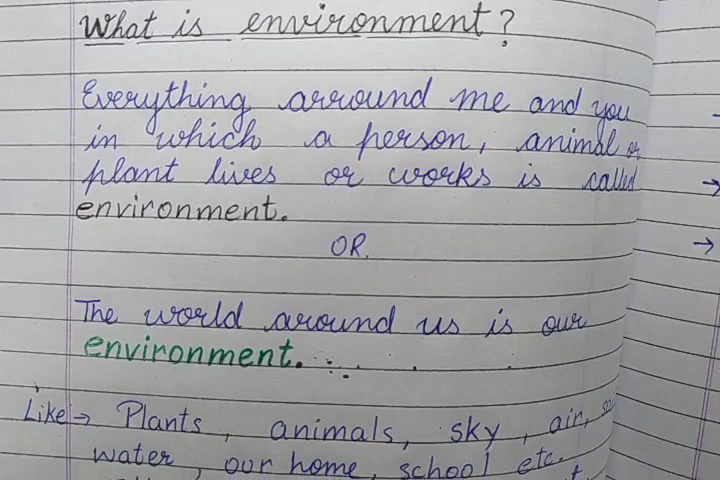 What is environment?
Everything arround me and you
in which a person, animal or
plant lives or works is called
environment.
OR.
The world around us is our
environment.
Like → Plants, animals, sky, air,
water, our home, school etc.